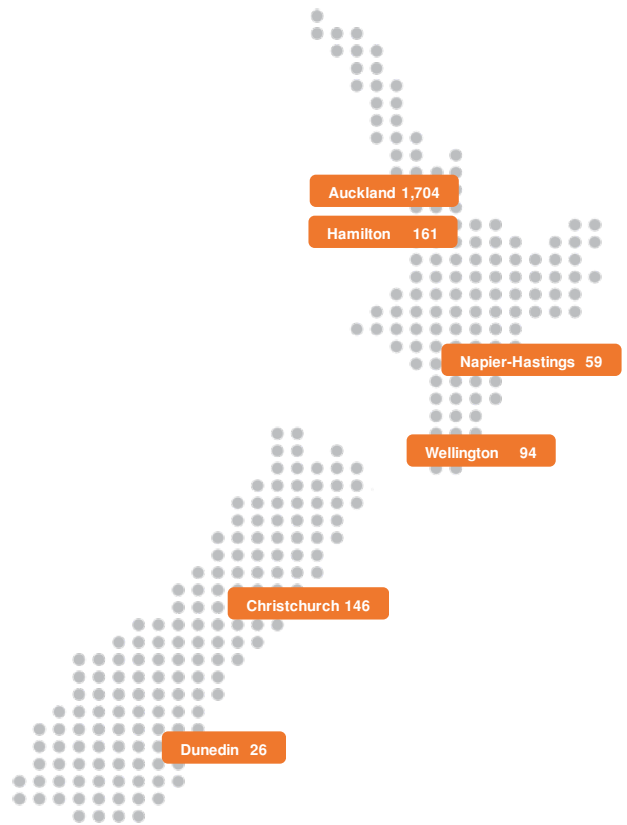 Auckland 1,704
Hamilton 161
Napier-Hastings 59
Wellington 94
Christchurch 146
Dunedin 26